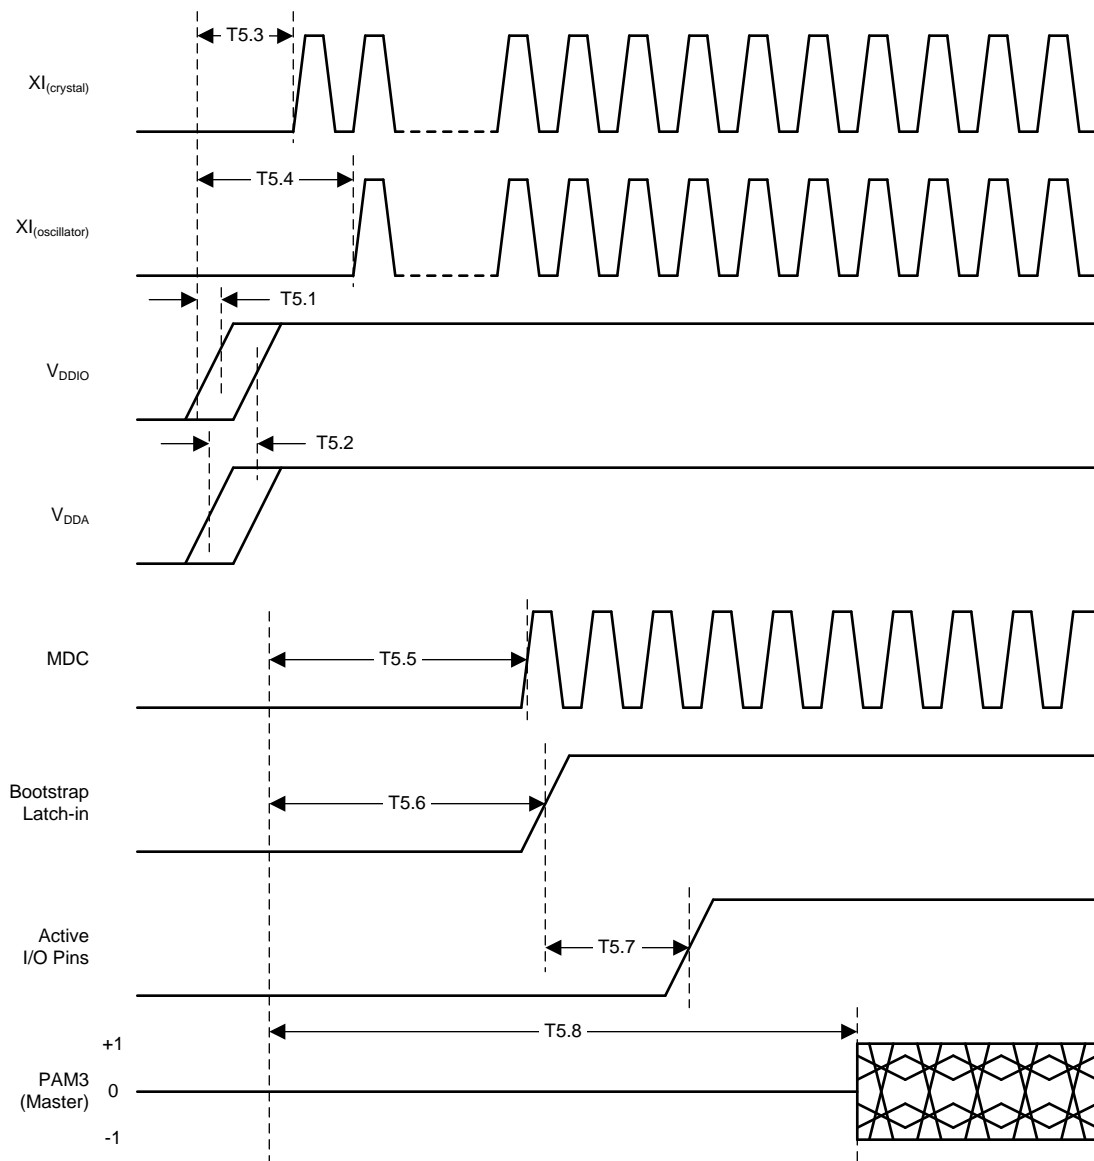 T5.3
XI(crystal)
T5.4
XI(oscillator)
T5.1
VDDIO
T5.2
VDDA
MDC
T5.5
Bootstrap
Latch-in
T5.6
Active
I/O Pins
T5.7
T5.8
+1
PAM3
(Master)
0
-1